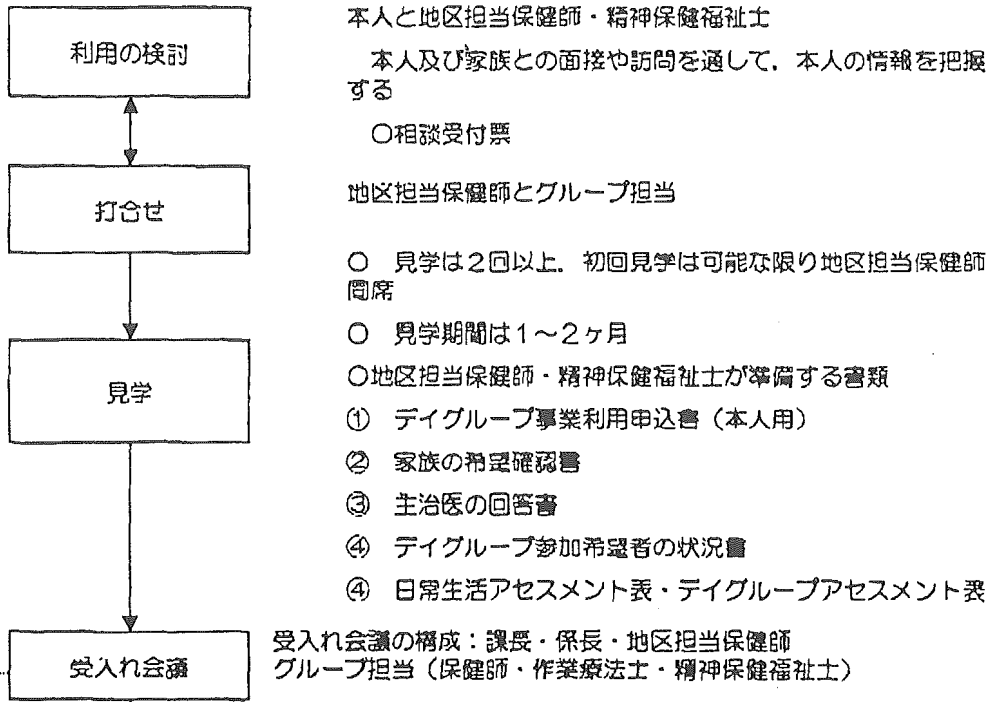 利用の検討
本人と地区担当保健師・精神保健福祉士
本人及び家族との面接や訪問を通して,本人の情報を把握
する
○相談受付票
打合せ
地区担当保健師とグループ担当
○ 見学は2回以上.初回見学は可能な限り地区担当保健師
同席
○ 見学期間は1~2ヶ月
見学
○地区担当保健師・精神保健福祉士が準備する書類
① デイグループ事業利用申込書(本人用)
② 家族の希望確認書
③ 主治医の回答書
④ デイグループ参加希望者の状況書
④ 日常生活アセスメント表・デイグループアセスメント表
受入れ会議
受入れ会議の構成:課長・係長・地区担当保健師
グループ担当(保健師・作業療法士・精神保健福祉士)